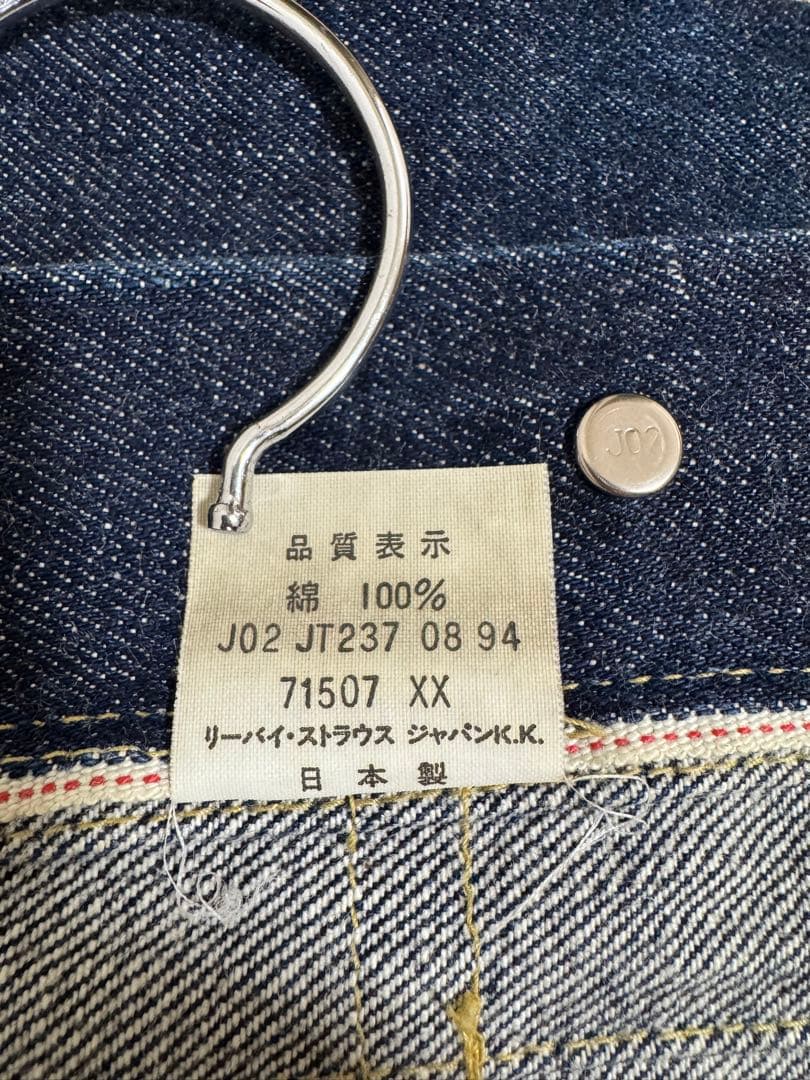 J02
品質表示
綿 100%
J02 JT237 08 94
71507 XX
リーバイ・ストラウス ジャパンK.K.
日本製